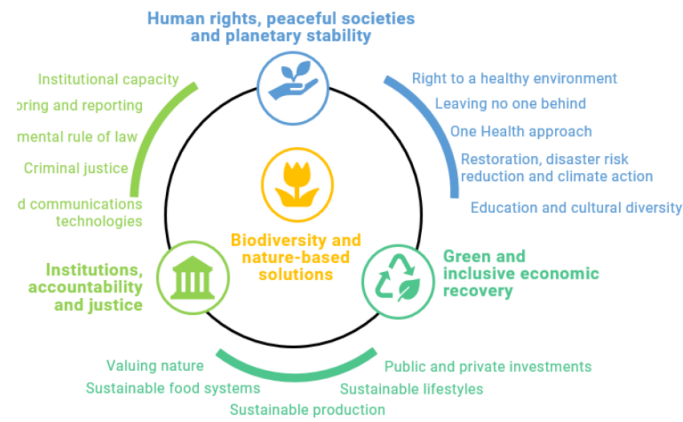 Human rights, peaceful societies
and planetary stability
Institutional capacity
oring and reporting
mental rule of law
Criminal justice
d communications
technologies
Right to a healthy environment
Leaving no one behind
One Health approach
Restoration, disaster risk
reduction and climate action
Education and cultural diversity
Biodiversity and
nature-based
solutions
Institutions,
accountability
and justice
Green and
inclusive economic
recovery
Valuing nature
Public and private investments
Sustainable food systems
Sustainable lifestyles
Sustainable production